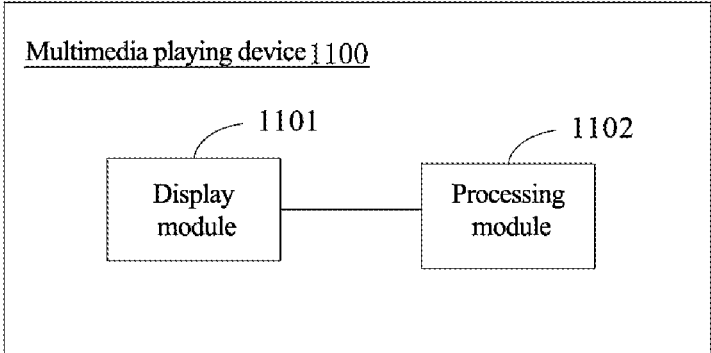 Multimedia playing device 1100
1101
1102
Display
module
Processing
module